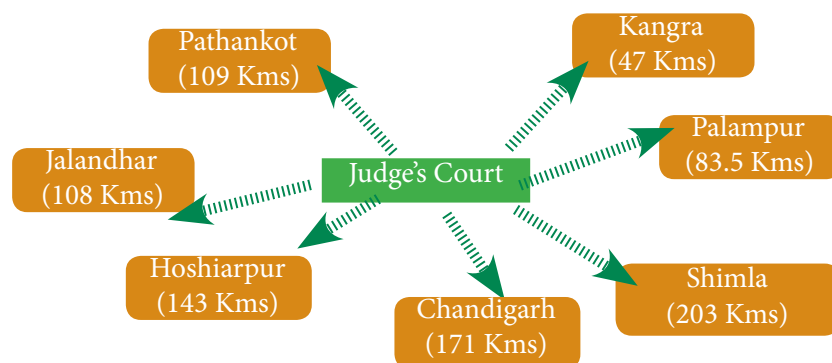 Pathankot
(109 Kms)
Kangra
(47 Kms)
Palampur
(83.5 Kms)
Jalandhar
(108 Kms)
Judge's Court
Hoshiarpur
(143 Kms)
Chandigarh
(171 Kms)
Shimla
(203 Kms)